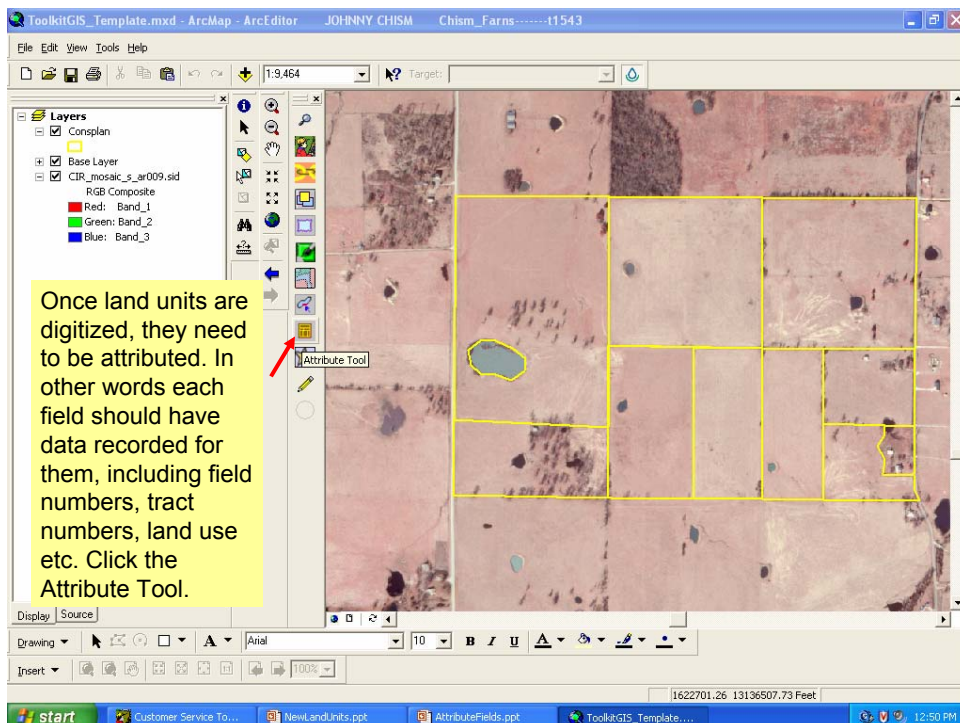 ToolkitGIS_Template.mxd - ArcMap - ArcEditor JOHNNY CHISM Chism_Farns-------t1543
File Edit View Tools Help
1:9,464 Target:
Layers
Consplan
Base Layer
CIR_mosaic_s_ar009.sid
RGB Composite
Red: Band_1
Green: Band_2
Blue: Band_3
Once land units are
digitized, they need
to be attributed. In
other words each
field should have
data recorded for
them, including field
numbers, tract
numbers, land use
etc. Click the
Attribute Tool.
Attribute Tool
Display Source
Drawing A Arial 10 B I U A
Insert 100%
1622701.26 13136507.73 Feet
start Customer Service To... NewLandUnits.ppt AttributeFields.ppt ToolkitGIS_Template.... 12:50 PM